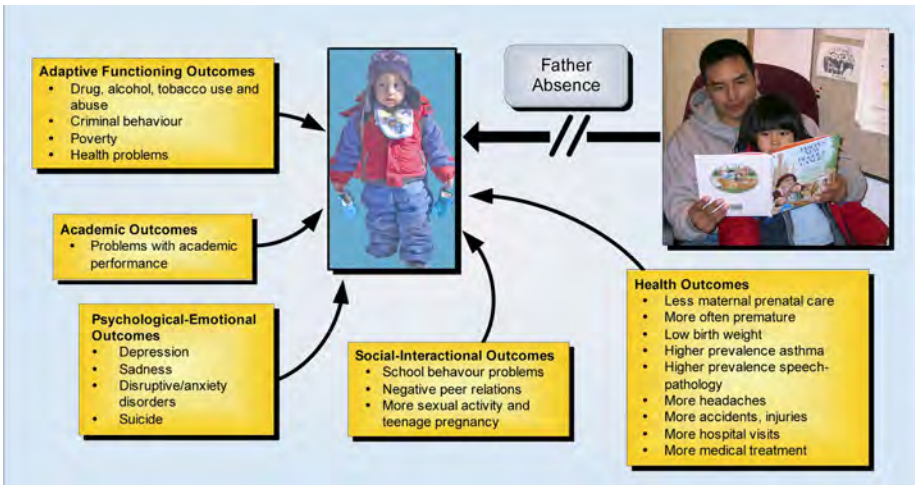 Adaptive Functioning Outcomes
• Drug, alcohol, tobacco use and
abuse
• Criminal behaviour
• Poverty
• Health problems
Father
Absence
Academic Outcomes
• Problems with academic
performance
Psychological-Emotional
Outcomes
• Depression
• Sadness
• Disruptive/anxiety
disorders
• Suicide
Social-Interactional Outcomes
• School behavour problems
• Negative peer relations
• More sexual activity and
teenage pregnancy
Health Outcomes
• Less maternal prenatal care
• More often premature
• Low birth weight
• Higher prevalence asthma
• Higher prevalence speech-
pathology
• More headaches
• More accidents, injuries
• More hospital visits
• More medical treatment